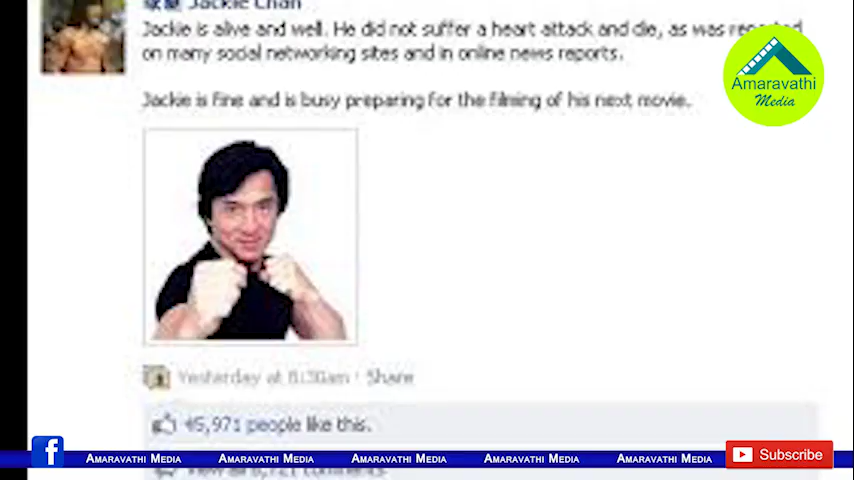 Jackie Chan
Jackie is alive and well. He did not suffer a heart attack and die, as was reported
on many social networking sites and in online news reports.
Jackie is fine and is busy preparing for the filming of his next movie.
Amaravathi
Media
Yesterday at 8:30am · Share
45,971 people like this.
f
AMARAVATHI MEDIA AMARAVATHI MEDIA AMARAVATHI MEDIA AMARAVATHI MEDIA AMARAVATHI MEDIA
Subscribe
View all comments